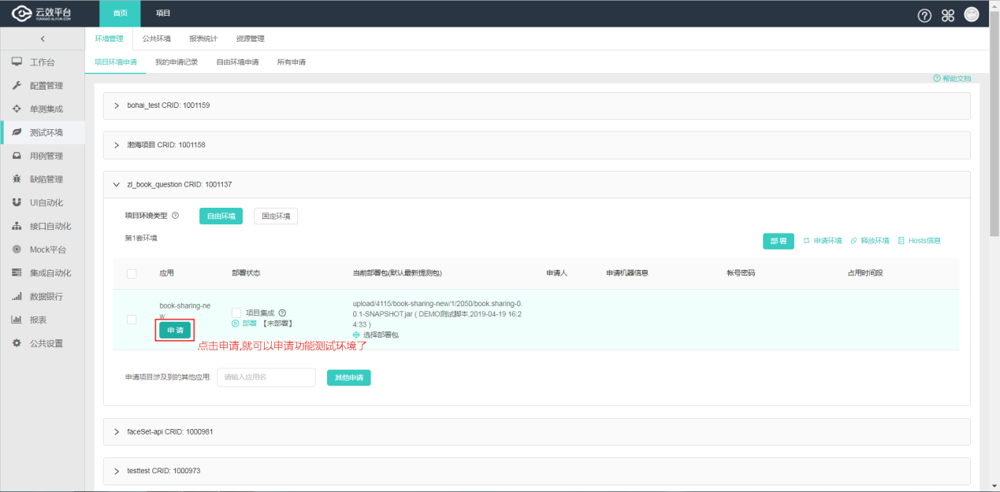 云效平台
YUNXIAO.ALIYUN.COM
首页
项目
工作台
配置管理
单测集成
测试环境
用例管理
缺陷管理
UI自动化
接口自动化
Mock平台
集成自动化
数据银行
报表
公共设置
环境管理
公共环境
报表统计
资源管理
项目环境申请
我的申请记录
自由环境申请
所有申请
帮助文档
bohai_test CRID: 1001159
渤海项目 CRID: 1001158
zl_book_question CRID: 1001137
项目环境类型
自由环境
固定环境
第1套环境
部署
申请环境
释放环境
Hosts信息
应用
部署状态
当前部署包(默认最新提测包)
申请人
申请机器信息
帐号密码
占用时间段
book-sharing-ne
w
申请
项目集成
部署 【未部署】
upload/4115/book-sharing-new/1/2050/book.sharing-0.
0.1-SNAPSHOT.jar ( DEMO测试脚本,2019-04-19 16:2
4:33 )
选择部署包
点击申请,就可以申请功能测试环境了
申请项目涉及到的其他应用:
请输入应用名
其他申请
faceSet-api CRID: 1000981
testtest CRID: 1000973